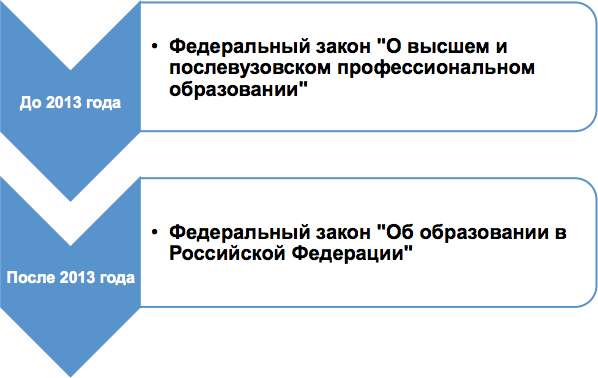 До 2013 года
• Федеральный закон "О высшем и
послевузовском профессиональном
образовании"
После 2013 года
• Федеральный закон "Об образовании в
Российской Федерации"